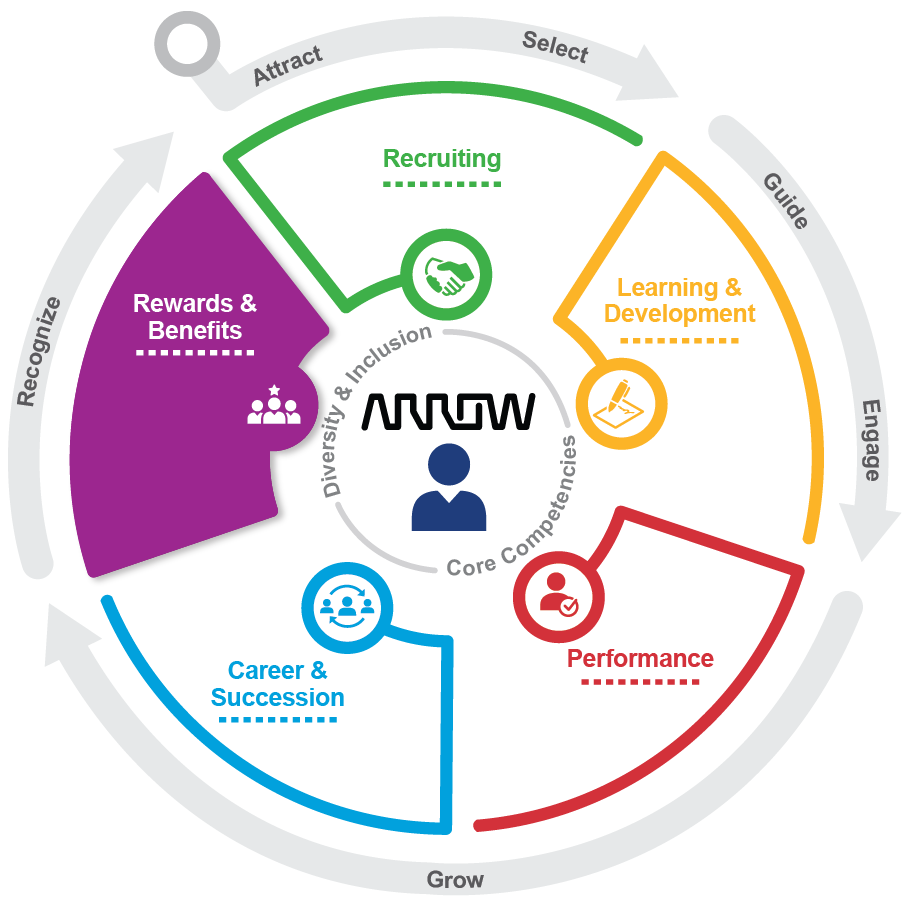 Attract
Select
Recruiting
Guide
Learning &
Development
Engage
Performance
Grow
Career &
Succession
Recognize
Rewards &
Benefits
Diversity & Inclusion
ARROW
Core Competencies